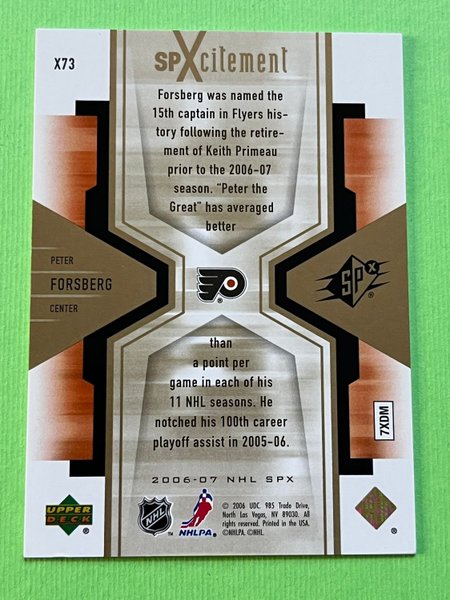 X73
SPXcitement
Forsberg was named the
15th captain in Flyers his-
tory following the retire-
ment of Keith Primeau
prior to the 2006-07
season. "Peter the
Great" has averaged
better
PETER
FORSBERG
CENTER
SPx
®
than
a point per
game in each of his
11 NHL seasons. He
notched his 100th career
playoff assist in 2005-06.
7XDM
2006-07 NHL SPX
UPPER
DECK
®
NHL
TM
NHLPA
®
© 2006 UDC. 985 Trade Drive,
North Las Vegas, NV 89030. All
rights reserved. Printed in the USA.
©NHLPA. ©NHL.
®